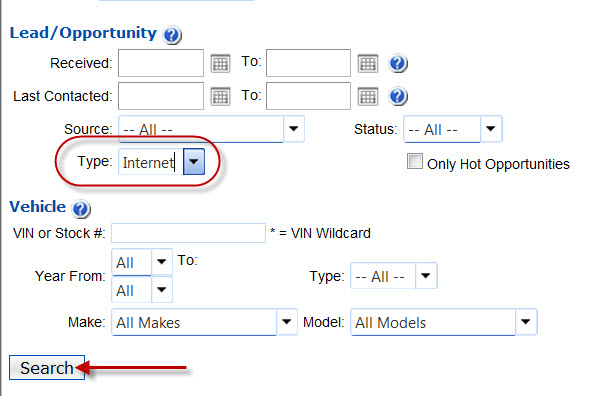 Lead/Opportunity ?
Received: To: ?
Last Contacted: To: ?
Source: -- All -- Status: -- All --
Type: Internet Only Hot Opportunities
Vehicle ?
VIN or Stock #: * = VIN Wildcard
Year From: All To: All Type: -- All --
Make: All Makes Model: All Models
Search